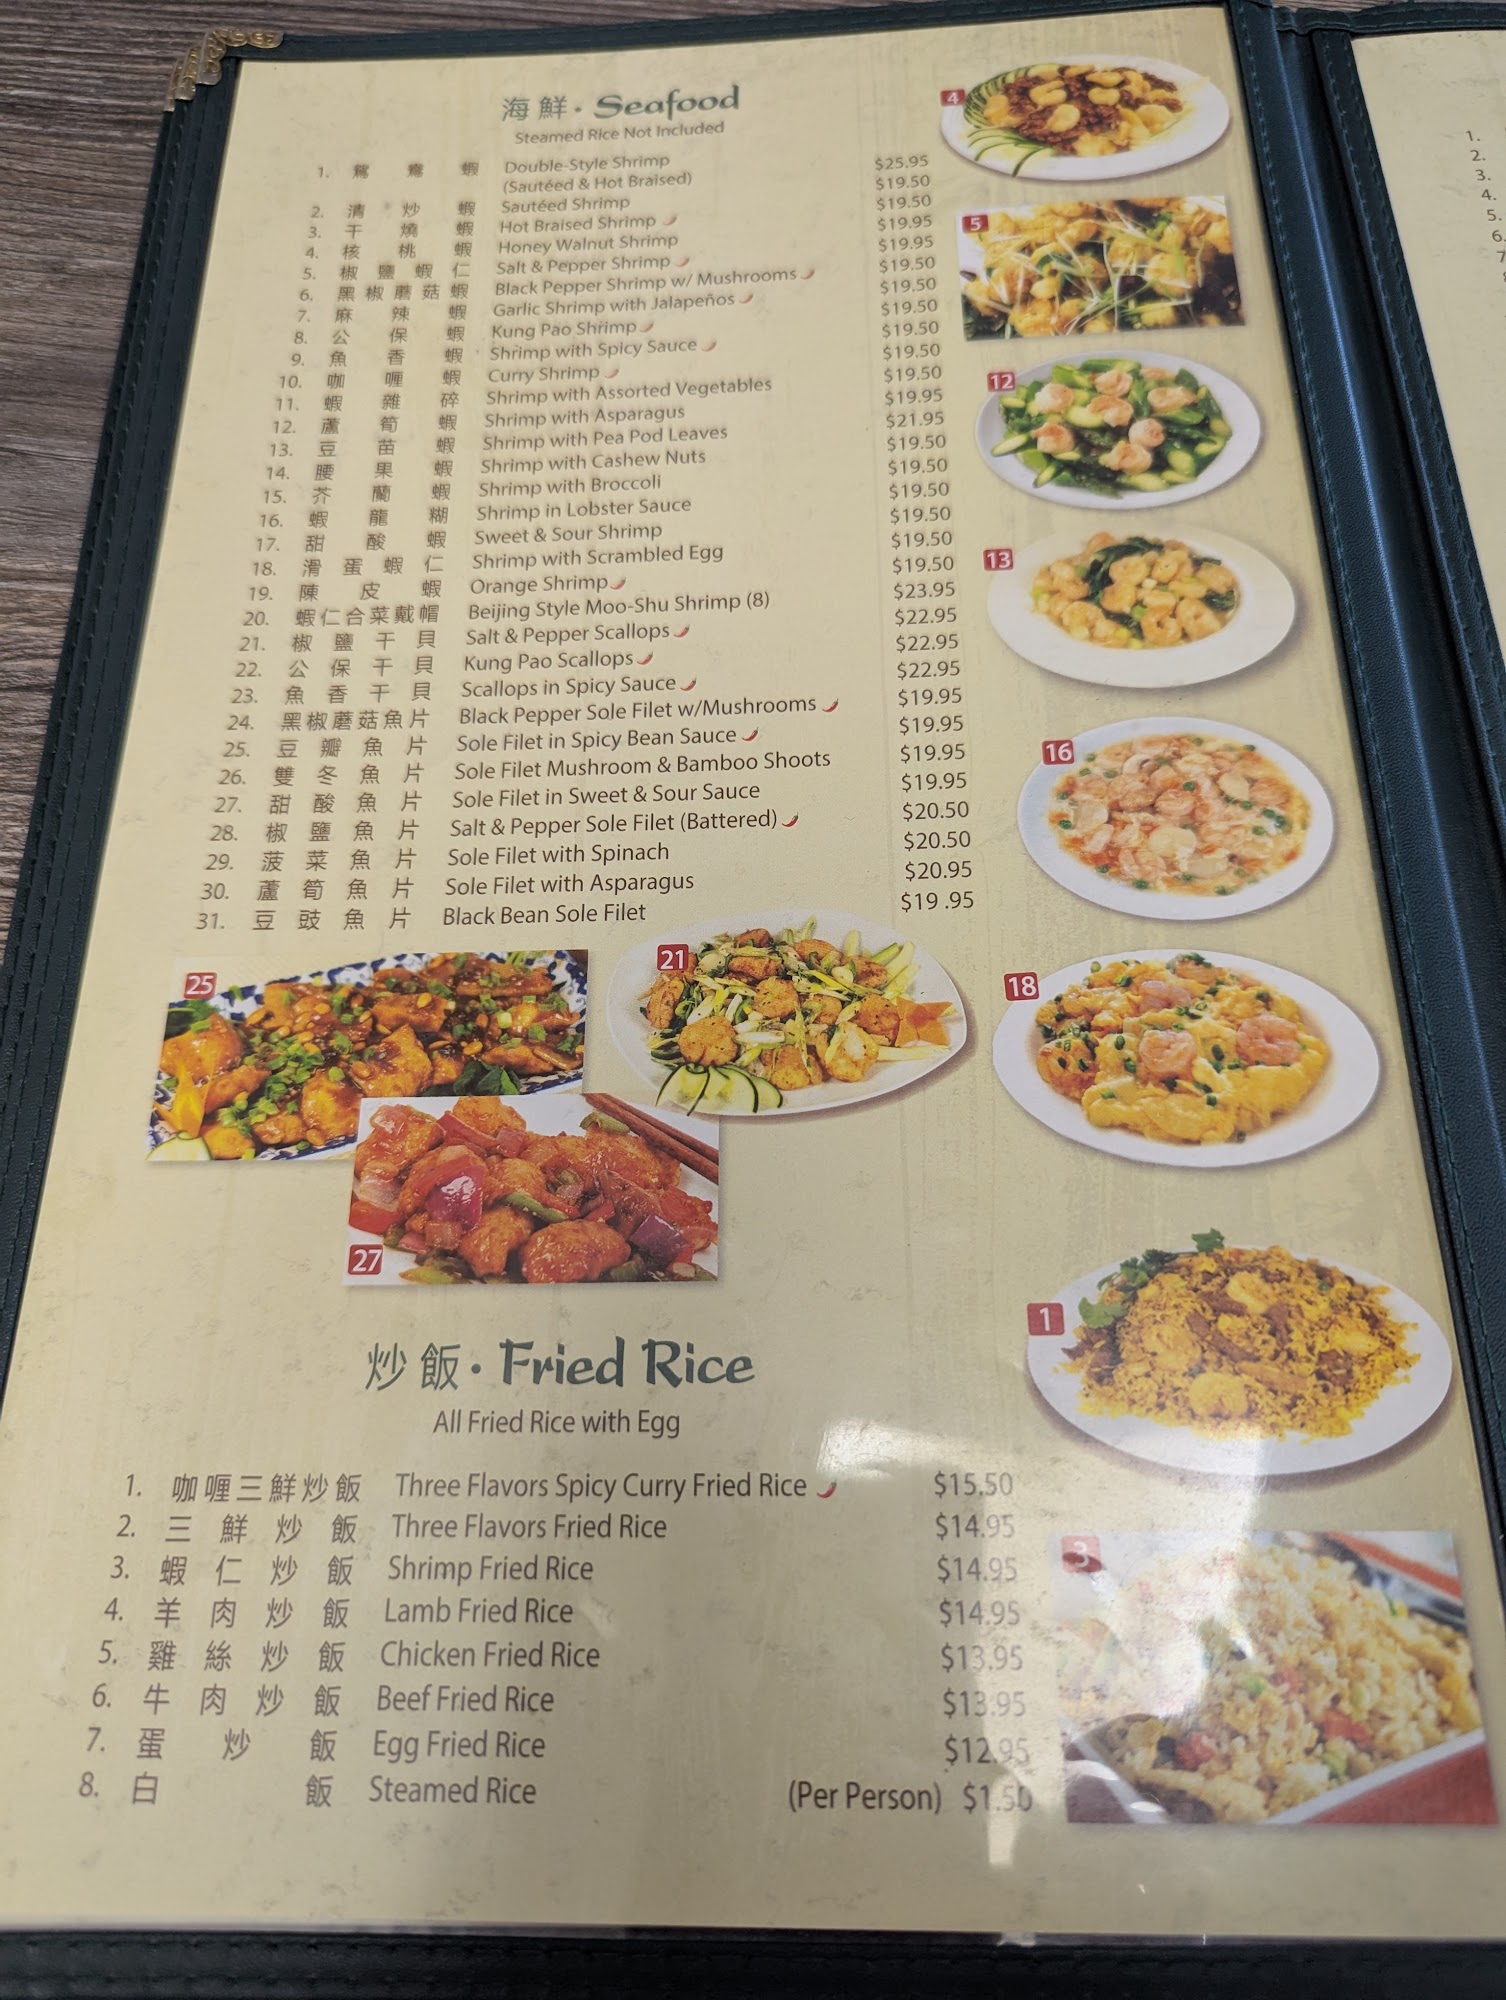 海鮮 · Seafood
Steamed Rice Not Included
1. 鴛鴦蝦 Double-Style Shrimp $25.95
(Sautéed & Hot Braised)
2. 清炒蝦 Sautéed Shrimp $19.50
3. 干燒蝦 Hot Braised Shrimp $19.50
4. 核桃蝦 Honey Walnut Shrimp $19.95
5. 椒鹽蝦仁 Salt & Pepper Shrimp $19.95
6. 黑椒蘑菇蝦 Black Pepper Shrimp w/ Mushrooms $19.50
7. 麻辣蝦 Garlic Shrimp with Jalapeños $19.50
8. 公保蝦 Kung Pao Shrimp $19.50
9. 魚香蝦 Shrimp with Spicy Sauce $19.50
10. 咖喱蝦 Curry Shrimp $19.50
11. 蝦雜碎 Shrimp with Assorted Vegetables $19.50
12. 蘆筍蝦 Shrimp with Asparagus $19.95
13. 豆苗蝦 Shrimp with Pea Pod Leaves $21.95
14. 腰果蝦 Shrimp with Cashew Nuts $19.50
15. 芥蘭蝦 Shrimp with Broccoli $19.50
16. 蝦龍糊 Shrimp in Lobster Sauce $19.50
17. 甜酸蝦 Sweet & Sour Shrimp $19.50
18. 滑蛋蝦仁 Shrimp with Scrambled Egg $19.50
19. 陳皮蝦 Orange Shrimp $19.50
20. 蝦仁合菜戴帽 Beijing Style Moo-Shu Shrimp (8) $23.95
21. 椒鹽干貝 Salt & Pepper Scallops $22.95
22. 公保干貝 Kung Pao Scallops $22.95
23. 魚香干貝 Scallops in Spicy Sauce $22.95
24. 黑椒蘑菇魚片 Black Pepper Sole Filet w/Mushrooms $19.95
25. 豆瓣魚片 Sole Filet in Spicy Bean Sauce $19.95
26. 雙冬魚片 Sole Filet Mushroom & Bamboo Shoots $19.95
27. 甜酸魚片 Sole Filet in Sweet & Sour Sauce $19.95
28. 椒鹽魚片 Salt & Pepper Sole Filet (Battered) $20.50
29. 菠菜魚片 Sole Filet with Spinach $20.50
30. 蘆筍魚片 Sole Filet with Asparagus $20.95
31. 豆豉魚片 Black Bean Sole Filet $19 .95
4
5
12
13
16
18
25
21
27
炒飯 · Fried Rice
All Fried Rice with Egg
1. 咖喱三鮮炒飯 Three Flavors Spicy Curry Fried Rice $15.50
2. 三鮮炒飯 Three Flavors Fried Rice $14.95
3. 蝦仁炒飯 Shrimp Fried Rice $14.95
4. 羊肉炒飯 Lamb Fried Rice $14.95
5. 雞絲炒飯 Chicken Fried Rice $13.95
6. 牛肉炒飯 Beef Fried Rice $13.95
7. 蛋炒飯 Egg Fried Rice $12.95
8. 白飯 Steamed Rice (Per Person) $1.50
1
3
1.
2.
3.
4.
5.
6.